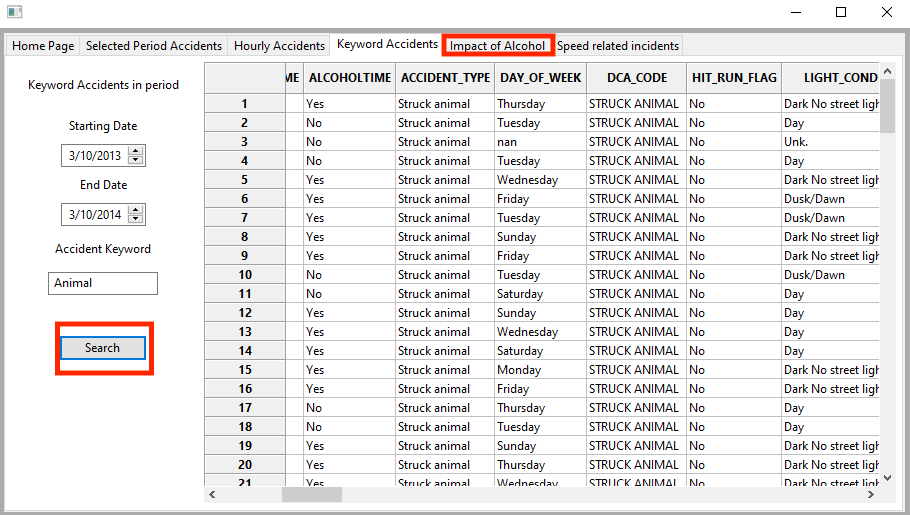 Home Page Selected Period Accidents Hourly Accidents Keyword Accidents Impact of Alcohol Speed related incidents
Keyword Accidents in period
Starting Date
3/10/2013
End Date
3/10/2014
Accident Keyword
Animal
Search
ME ALCOHOLTIME ACCIDENT_TYPE DAY_OF_WEEK DCA_CODE HIT_RUN_FLAG LIGHT_COND
1 Yes Struck animal Thursday STRUCK ANIMAL No Dark No street ligh
2 No Struck animal Tuesday STRUCK ANIMAL No Day
3 No Struck animal nan STRUCK ANIMAL No Unk.
4 No Struck animal Tuesday STRUCK ANIMAL No Day
5 Yes Struck animal Wednesday STRUCK ANIMAL No Dark No street ligh
6 Yes Struck animal Friday STRUCK ANIMAL No Dusk/Dawn
7 Yes Struck animal Tuesday STRUCK ANIMAL No Dusk/Dawn
8 Yes Struck animal Sunday STRUCK ANIMAL No Dark No street ligh
9 Yes Struck animal Friday STRUCK ANIMAL No Dark No street ligh
10 No Struck animal Tuesday STRUCK ANIMAL No Dusk/Dawn
11 No Struck animal Saturday STRUCK ANIMAL No Day
12 Yes Struck animal Sunday STRUCK ANIMAL No Day
13 Yes Struck animal Wednesday STRUCK ANIMAL No Day
14 Yes Struck animal Saturday STRUCK ANIMAL No Day
15 Yes Struck animal Monday STRUCK ANIMAL No Dark No street ligh
16 Yes Struck animal Friday STRUCK ANIMAL No Dark No street ligh
17 No Struck animal Thursday STRUCK ANIMAL No Day
18 No Struck animal Tuesday STRUCK ANIMAL No Day
19 Yes Struck animal Sunday STRUCK ANIMAL No Dark No street ligh
20 Yes Struck animal Thursday STRUCK ANIMAL No Dark No street ligh
21 Yes Struck animal Wednesday STRUCK ANIMAL No Dark No street ligh